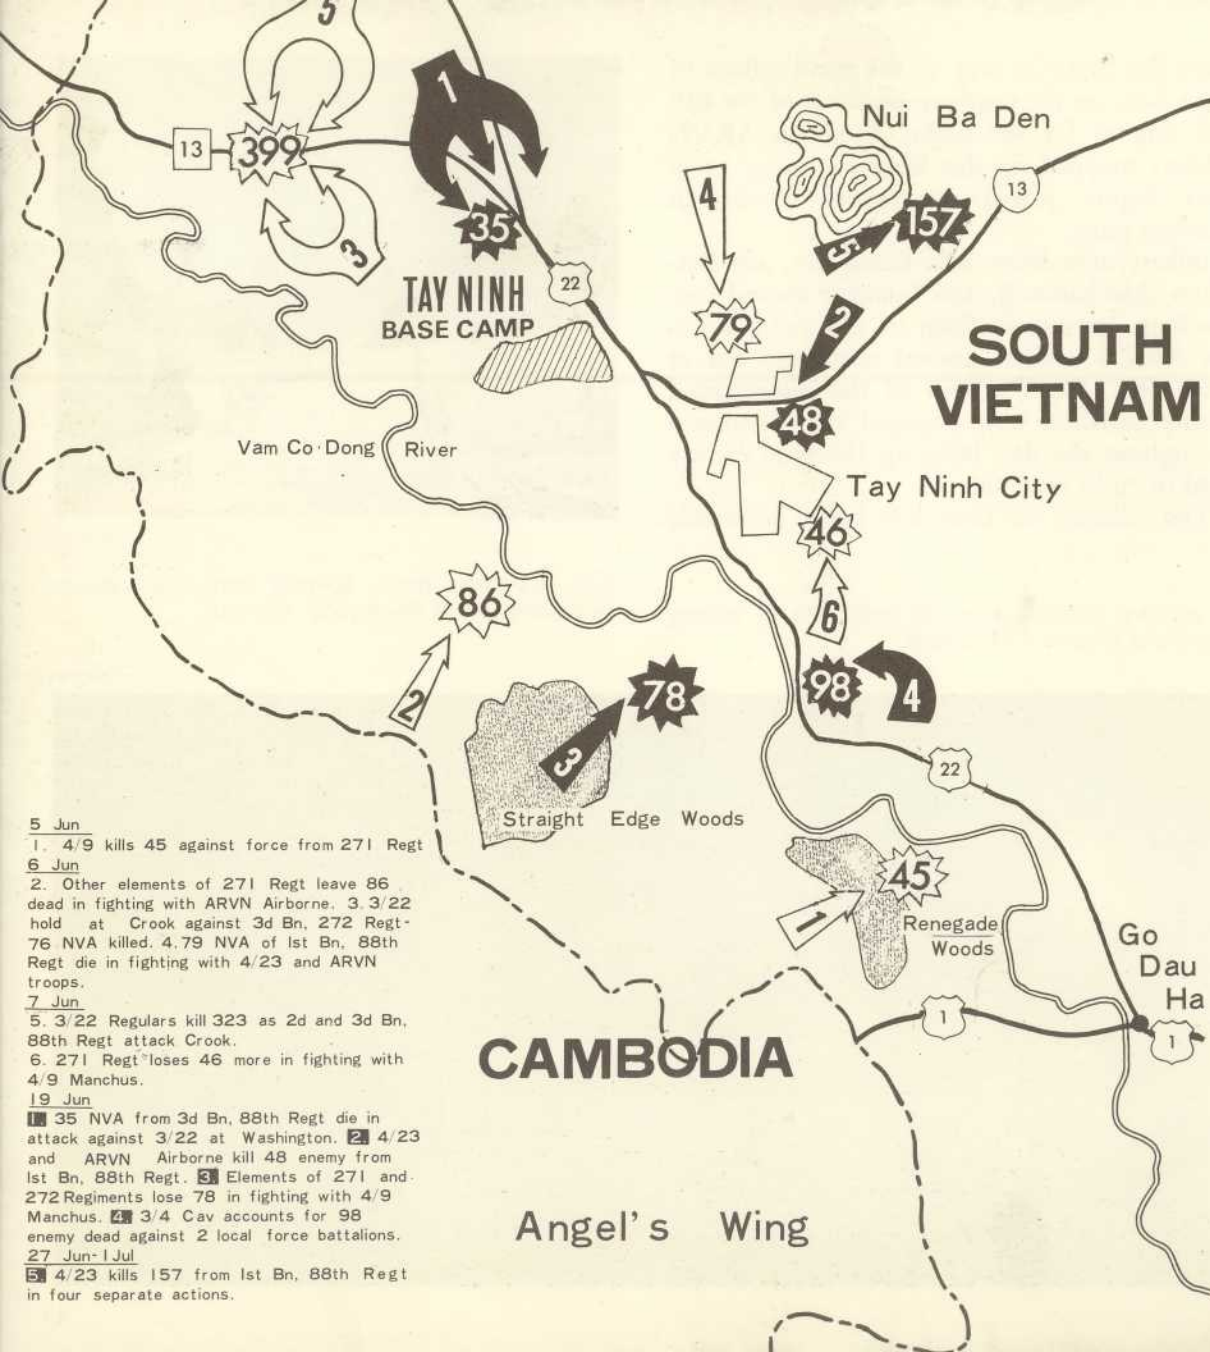 5
1
13
399
35
3
TAY NINH
BASE CAMP
22
4
79
Nui Ba Den
157
5
13
2
48
SOUTH
VIETNAM
Vam Co·Dong River
Tay Ninh City
46
6
86
2
78
3
98
4
22
Straight Edge Woods
45
1
Renegade
Woods
Go
Dau
Ha
1
1
CAMBODIA
Angel's Wing
5 Jun
1. 4/9 kills 45 against force from 271 Regt
6 Jun
2. Other elements of 271 Regt leave 86
dead in fighting with ARVN Airborne. 3. 3/22
hold at Crook against 3d Bn, 272 Regt-
76 NVA killed. 4.79 NVA of 1st Bn, 88th
Regt die in fighting with 4/23 and ARVN
troops.
7 Jun
5. 3/22 Regulars kill 323 as 2d and 3d Bn,
88th Regt attack Crook.
6. 271 Regt loses 46 more in fighting with
4/9 Manchus.
19 Jun
1. 35 NVA from 3d Bn, 88th Regt die in
attack against 3/22 at Washington. 2. 4/23
and ARVN Airborne kill 48 enemy from
1st Bn, 88th Regt. 3. Elements of 271 and
272 Regiments lose 78 in fighting with 4/9
Manchus. 4. 3/4 Cav accounts for 98
enemy dead against 2 local force battalions.
27 Jun-1 Jul
5. 4/23 kills 157 from 1st Bn, 88th Regt
in four separate actions.